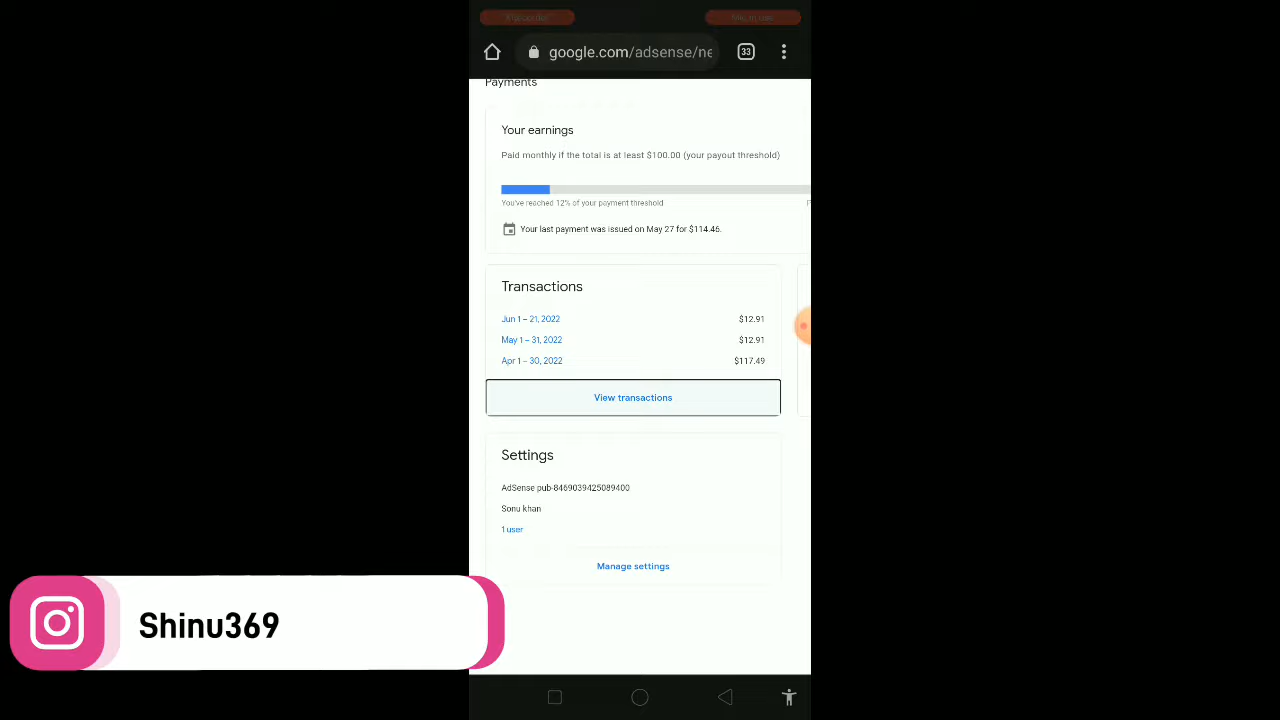 google.com/adsense/ne
33
Payments
Your earnings
Paid monthly if the total is at least $100.00 (your payout threshold)
You've reached 12% of your payment threshold
P
Your last payment was issued on May 27 for $114.46.
Transactions
Jun 1 – 21, 2022 $12.91
May 1 – 31, 2022 $12.91
Apr 1 – 30, 2022 $117.49
View transactions
Settings
AdSense pub-8469039425089400
Sonu khan
1 user
Manage settings
Shinu369